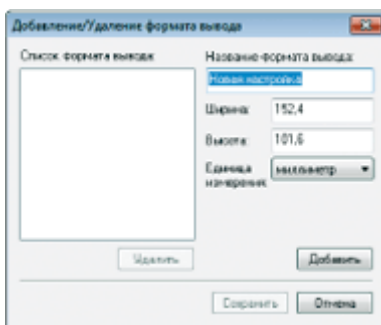 Добавление/Удаление формата вывода
Список формата вывода:
Название формата вывода:
Новая настройка
Ширина: 152,4
Высота: 101,6
Единица измерения: миллиметр
Удалить
Добавить
Сохранить
Отмена